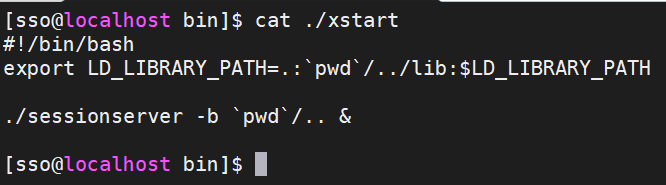 [sso@localhost bin]$ cat ./xstart
#!/bin/bash
export LD_LIBRARY_PATH=.:`pwd`/../lib:$LD_LIBRARY_PATH
./sessionserver -b `pwd`/.. &
[sso@localhost bin]$